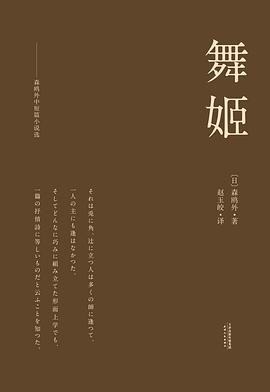 舞姬
[日]森鸥外·著
赵玉皎·译
それは兎に角、辻に立つ人は多くの師に逢つて、
一人の主にも逢はなかつた。
そしてどんなに巧みに組み立てた形而上学でも、
一篇の抒情詩に等しいものだと云ふことを知つた。
森鸥外中短篇小说选